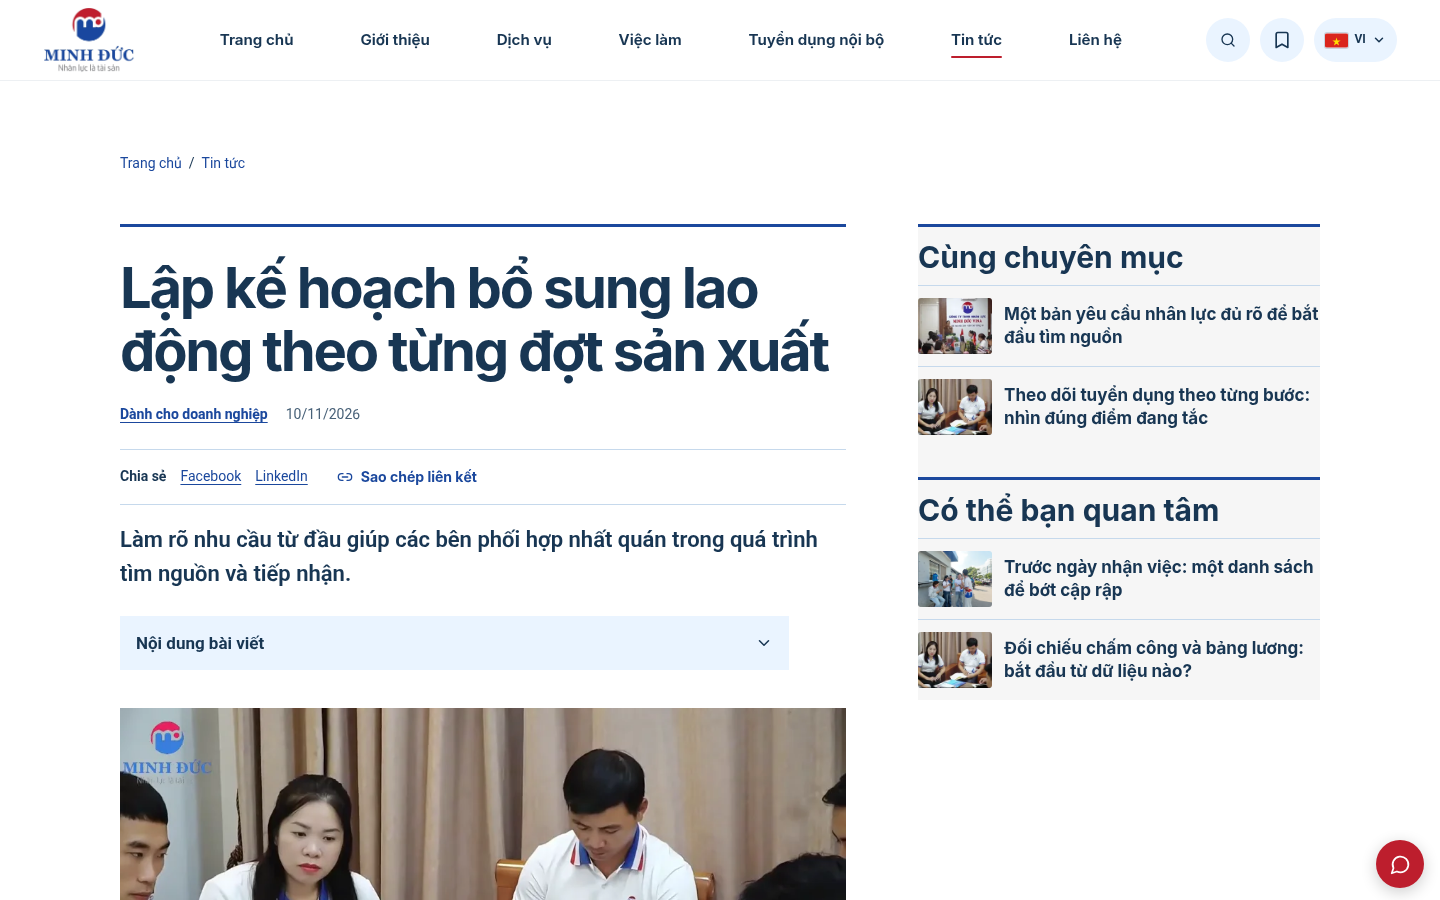 MINH ĐỨC
Nhân lực là tài sản
Trang chủ
Giới thiệu
Dịch vụ
Việc làm
Tuyển dụng nội bộ
Tin tức
Liên hệ
VI
Trang chủ / Tin tức
Lập kế hoạch bổ sung lao
động theo từng đợt sản xuất
Dành cho doanh nghiệp 10/11/2026
Chia sẻ Facebook LinkedIn Sao chép liên kết
Làm rõ nhu cầu từ đầu giúp các bên phối hợp nhất quán trong quá trình
tìm nguồn và tiếp nhận.
Nội dung bài viết
MINH ĐỨC
Cùng chuyên mục
Một bản yêu cầu nhân lực đủ rõ để bắt
đầu tìm nguồn
Theo dõi tuyển dụng theo từng bước:
nhìn đúng điểm đang tắc
Có thể bạn quan tâm
Trước ngày nhận việc: một danh sách
để bớt cập rập
Đối chiếu chấm công và bảng lương:
bắt đầu từ dữ liệu nào?